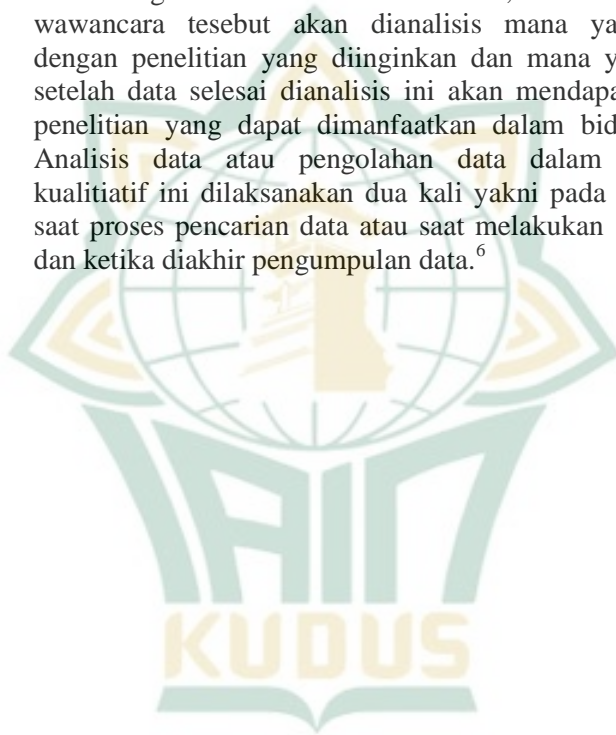 wawancara tesebut akan dianalisis mana ya
dengan penelitian yang diinginkan dan mana y
setelah data selesai dianalisis ini akan mendapa
penelitian yang dapat dimanfaatkan dalam bid
Analisis data atau pengolahan data dalam
kualitiatif ini dilaksanakan dua kali yakni pada
saat proses pencarian data atau saat melakukan
dan ketika diakhir pengumpulan data.⁶
IAIN
KUDUS